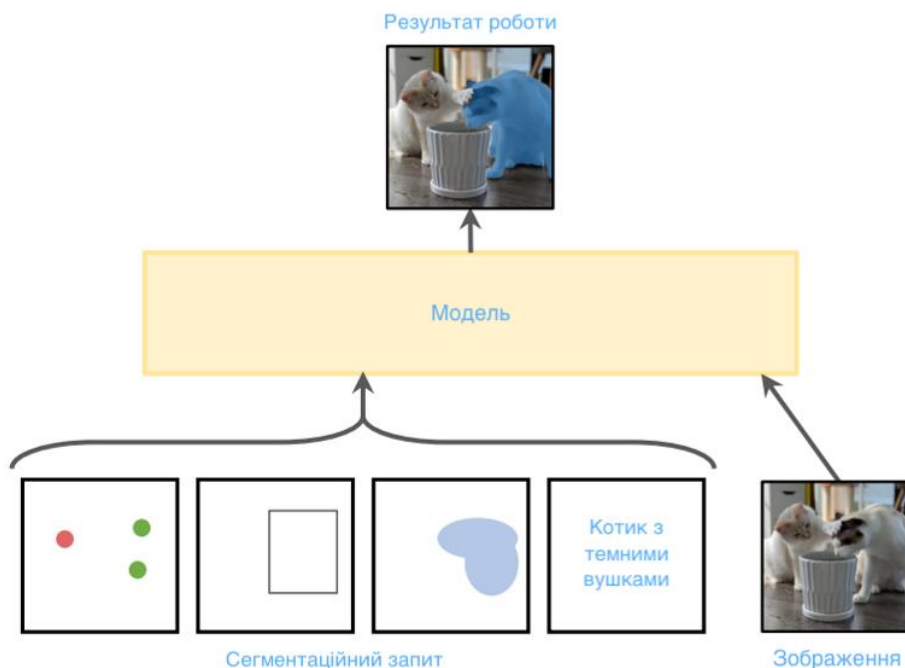 Результат роботи
Модель
Котик з
темними
вушками
Сегментаційний запит
Зображення